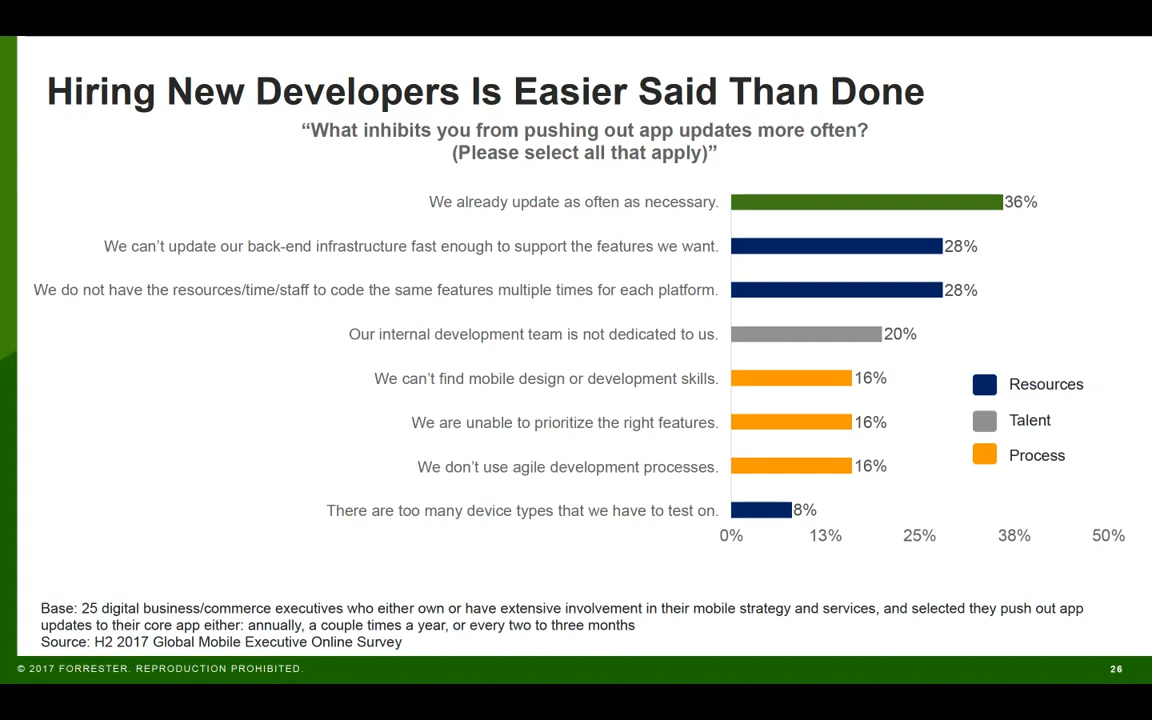 Hiring New Developers Is Easier Said Than Done
“What inhibits you from pushing out app updates more often?
(Please select all that apply)”
We already update as often as necessary. 36%
We can’t update our back-end infrastructure fast enough to support the features we want. 28%
We do not have the resources/time/staff to code the same features multiple times for each platform. 28%
Our internal development team is not dedicated to us. 20%
We can’t find mobile design or development skills. 16%
We are unable to prioritize the right features. 16%
We don’t use agile development processes. 16%
There are too many device types that we have to test on. 8%
0% 13% 25% 38% 50%
Resources
Talent
Process
Base: 25 digital business/commerce executives who either own or have extensive involvement in their mobile strategy and services, and selected they push out app
updates to their core app either: annually, a couple times a year, or every two to three months
Source: H2 2017 Global Mobile Executive Online Survey
© 2017 FORRESTER. REPRODUCTION PROHIBITED. 26